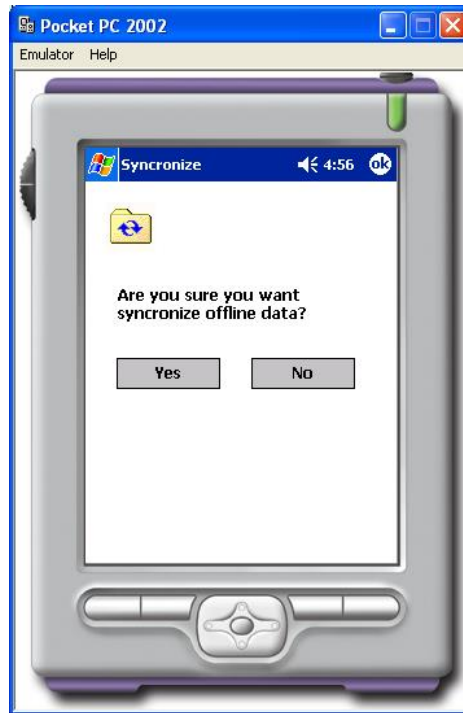 Pocket PC 2002
Emulator Help
Syncronize 4:56 ok
Are you sure you want
syncronize offline data?
Yes No